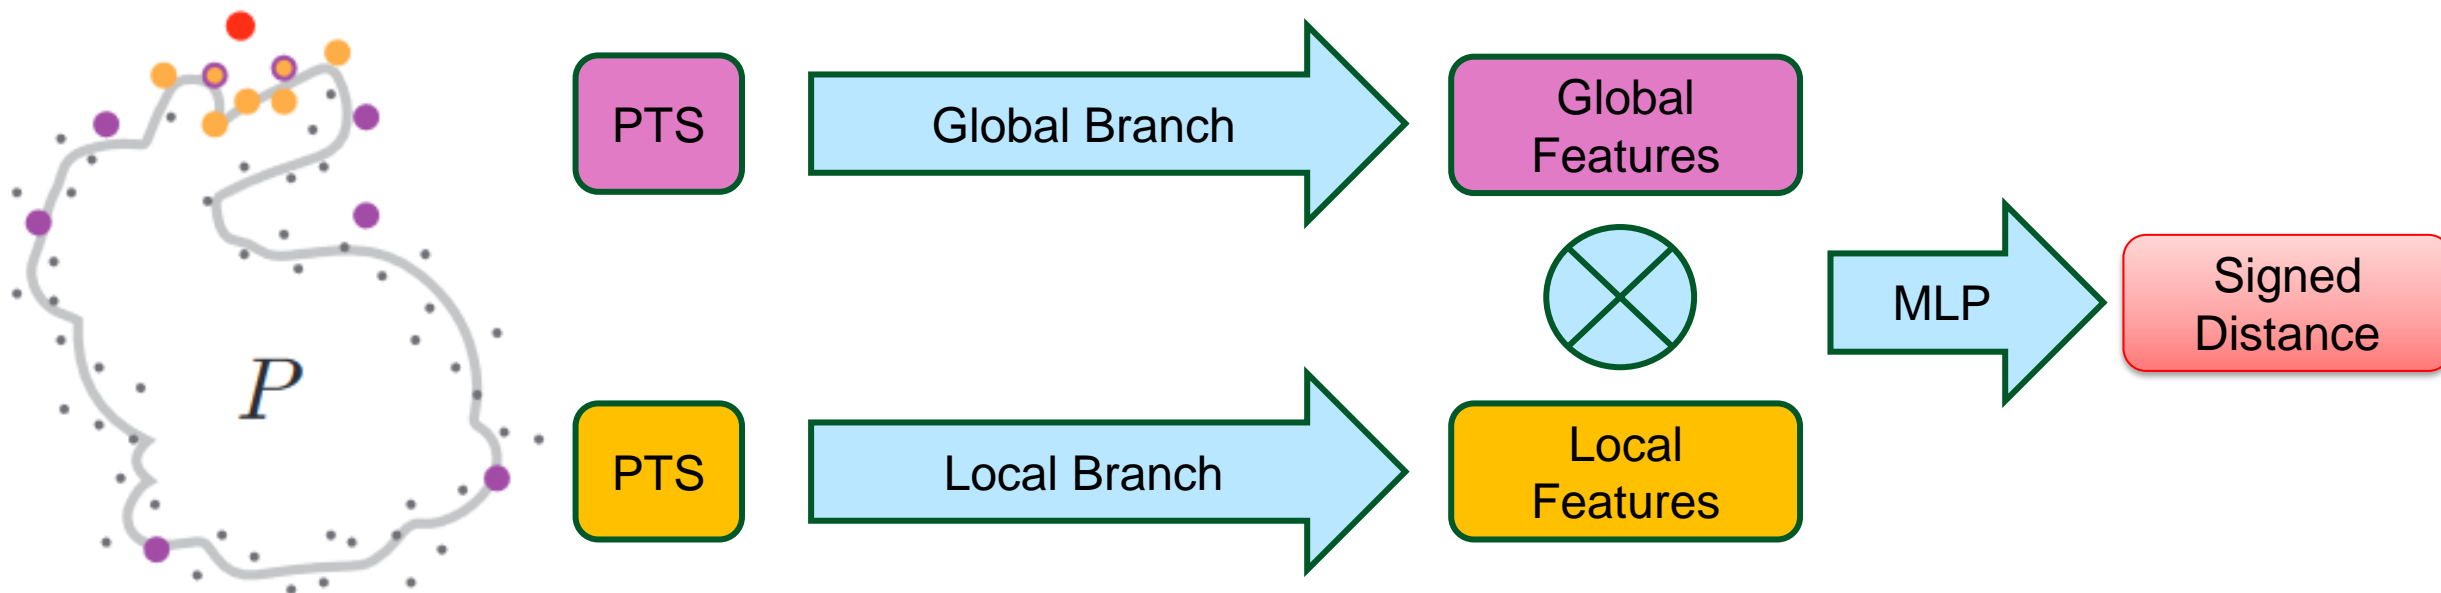 P
PTS
Global Branch
Global
Features
PTS
Local Branch
Local
Features
MLP
Signed
Distance